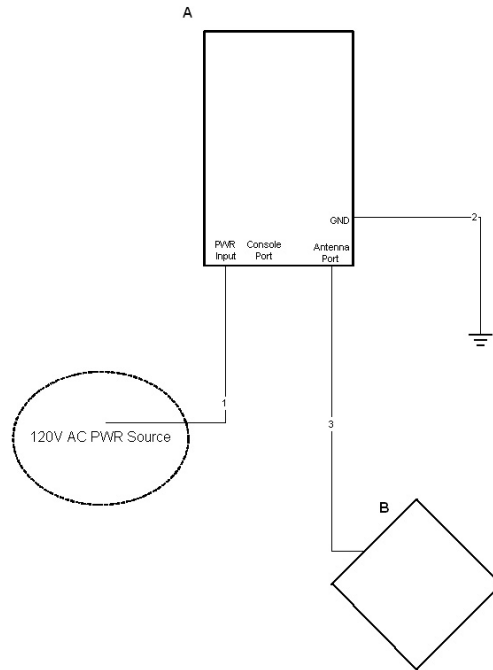 A
GND
PWR
Input
Console
Port
Antenna
Port
2
1
120V AC PWR Source
3
B